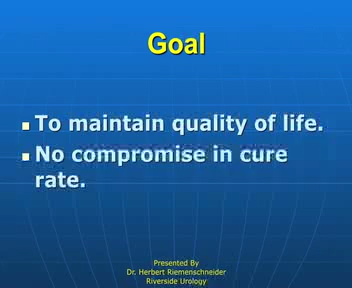 Goal
To maintain quality of life.
No compromise in cure
rate.
Presented By
Dr. Herbert Riemenschneider
Riverside Urology